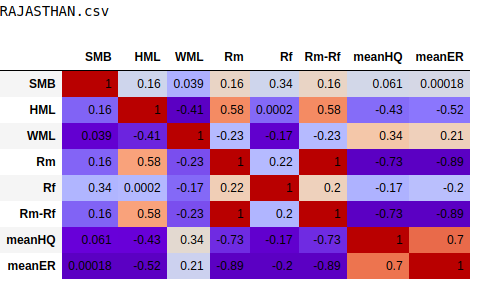 RAJASTHAN.csv
SMB HML WML Rm Rf Rm-Rf meanHQ meanER
SMB 1 0.16 0.039 0.16 0.34 0.16 0.061 0.00018
HML 0.16 1 -0.41 0.58 0.0002 0.58 -0.43 -0.52
WML 0.039 -0.41 1 -0.23 -0.17 -0.23 0.34 0.21
Rm 0.16 0.58 -0.23 1 0.22 1 -0.73 -0.89
Rf 0.34 0.0002 -0.17 0.22 1 0.2 -0.17 -0.2
Rm-Rf 0.16 0.58 -0.23 1 0.2 1 -0.73 -0.89
meanHQ 0.061 -0.43 0.34 -0.73 -0.17 -0.73 1 0.7
meanER 0.00018 -0.52 0.21 -0.89 -0.2 -0.89 0.7 1